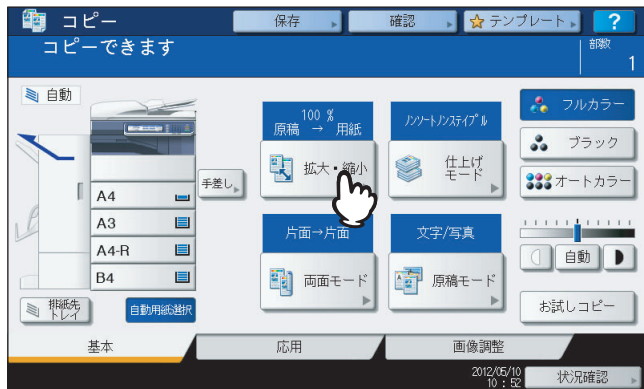 コピー
保存
確認
テンプレート
?
コピーできます
部数
1
自動
100 %
原稿 → 用紙
拡大・縮小
ノンソートノンステイプル
仕上げ
モード
フルカラー
ブラック
オートカラー
手差し
A4
A3
A4-R
B4
片面→片面
両面モード
文字/写真
原稿モード
自動
排紙先
トレイ
自動用紙選択
お試しコピー
基本
応用
画像調整
2012/05/10
10 : 52
状況確認